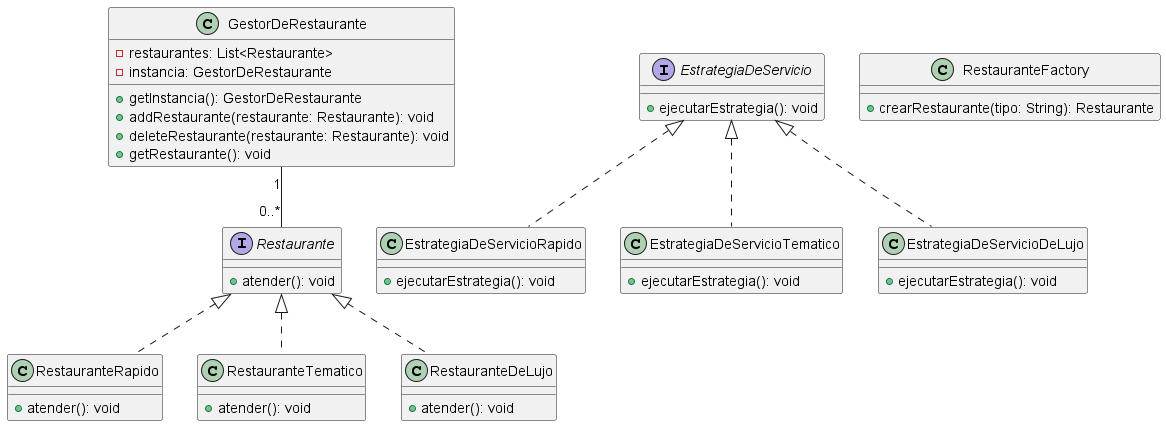 C GestorDeRestaurante
restaurantes: List<Restaurante>
instancia: GestorDeRestaurante
getInstancia(): GestorDeRestaurante
addRestaurante(restaurante: Restaurante): void
deleteRestaurante(restaurante: Restaurante): void
getRestaurante(): void
I EstrategiaDeServicio
ejecutarEstrategia(): void
C RestauranteFactory
crearRestaurante(tipo: String): Restaurante
1
0..*
I Restaurante
atender(): void
C EstrategiaDeServicioRapido
ejecutarEstrategia(): void
C EstrategiaDeServicioTematico
ejecutarEstrategia(): void
C EstrategiaDeServicioDeLujo
ejecutarEstrategia(): void
C RestauranteRapido
atender(): void
C RestauranteTematico
atender(): void
C RestauranteDeLujo
atender(): void